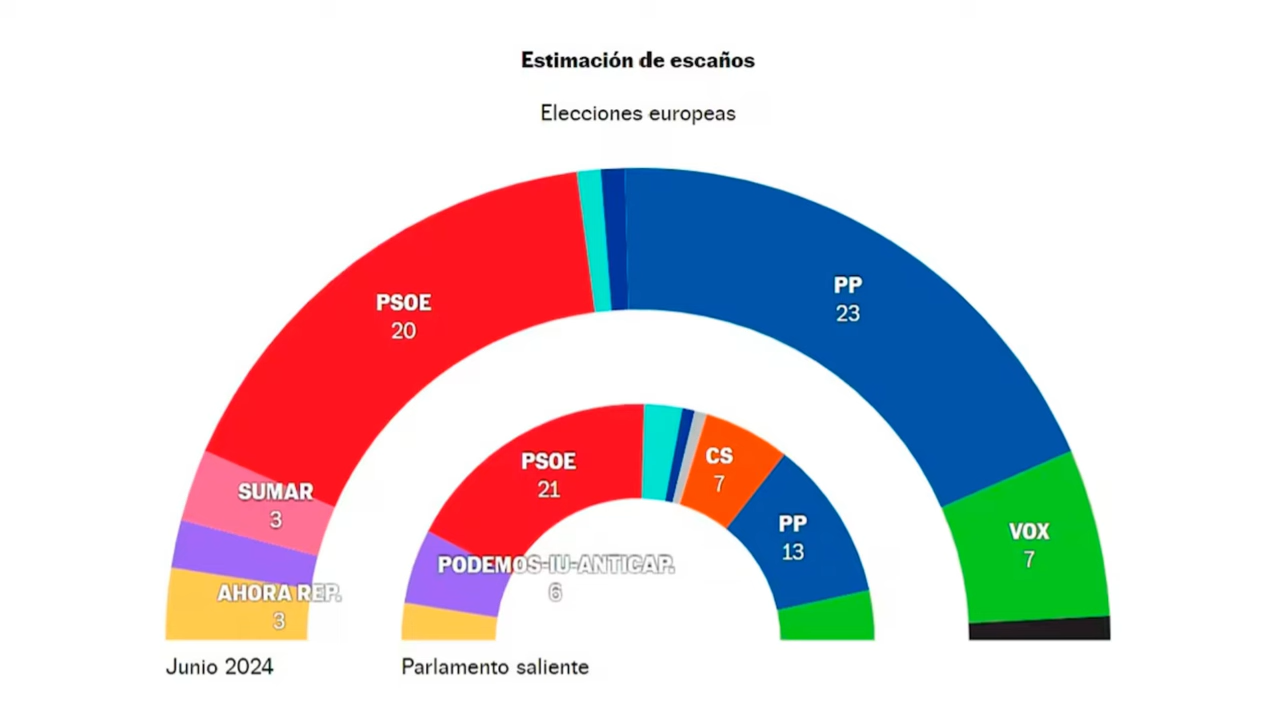 Estimación de escaños
Elecciones europeas
PSOE
20
PP
23
SUMAR
3
AHORA REP.
3
VOX
7
PSOE
21
CS
7
PP
13
PODEMOS-IU-ANTICAP.
6
Junio 2024
Parlamento saliente